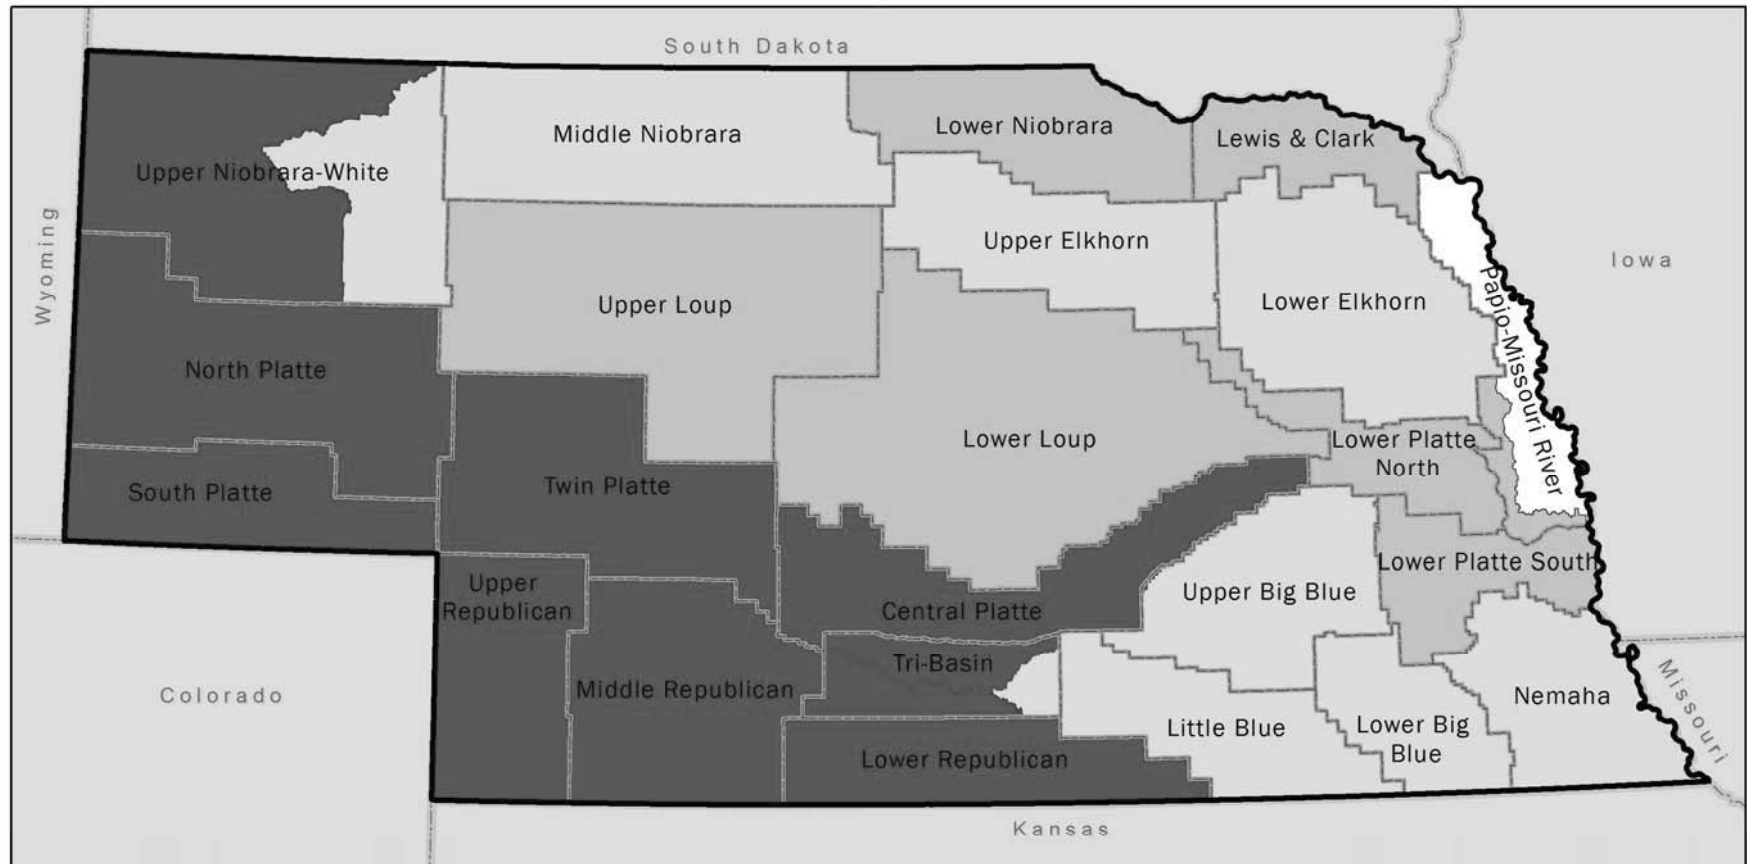 South Dakota
Middle Niobrara
Lower Niobrara
Lewis & Clark
Upper Niobrara-White
Wyoming
Upper Elkhorn
Iowa
Upper Loup
Lower Elkhorn
Papio-Missouri River
North Platte
Lower Loup
Lower Platte
North
South Platte
Twin Platte
Lower Platte South
Upper
Republican
Upper Big Blue
Central Platte
Tri-Basin
Colorado
Middle Republican
Nemaha
Missouri
Little Blue
Lower Big
Blue
Lower Republican
Kansas